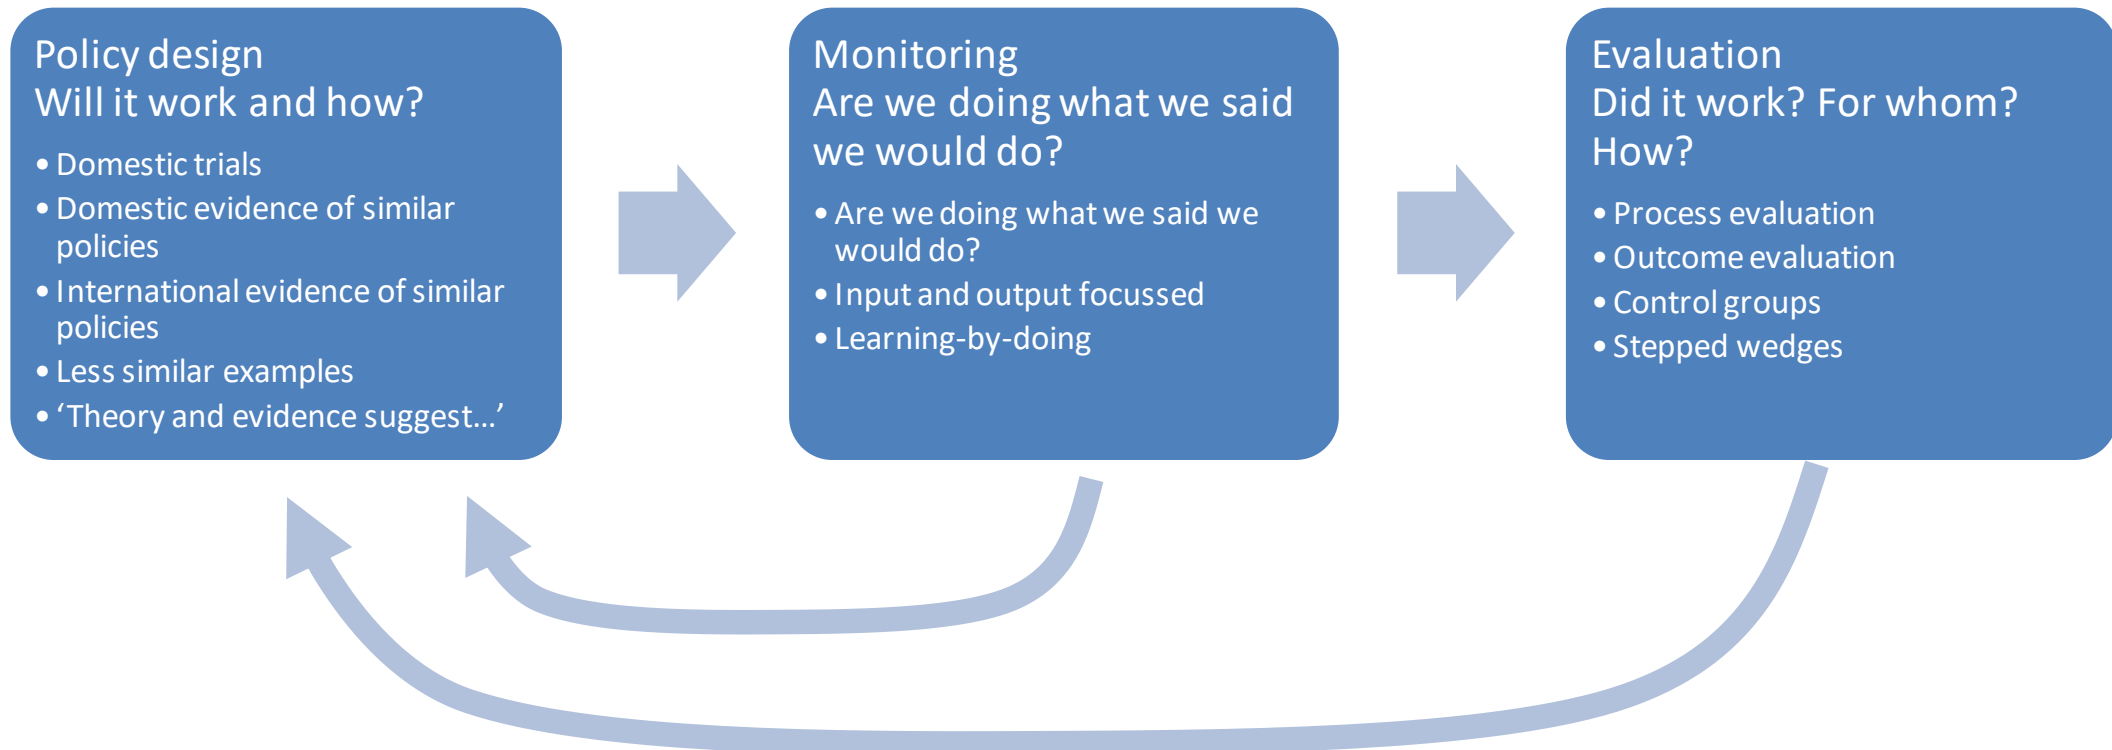 Policy design
Will it work and how?
• Domestic trials
• Domestic evidence of similar
policies
• International evidence of similar
policies
• Less similar examples
• ‘Theory and evidence suggest...’
Monitoring
Are we doing what we said
we would do?
• Are we doing what we said we
would do?
• Input and output focussed
• Learning-by-doing
Evaluation
Did it work? For whom?
How?
• Process evaluation
• Outcome evaluation
• Control groups
• Stepped wedges